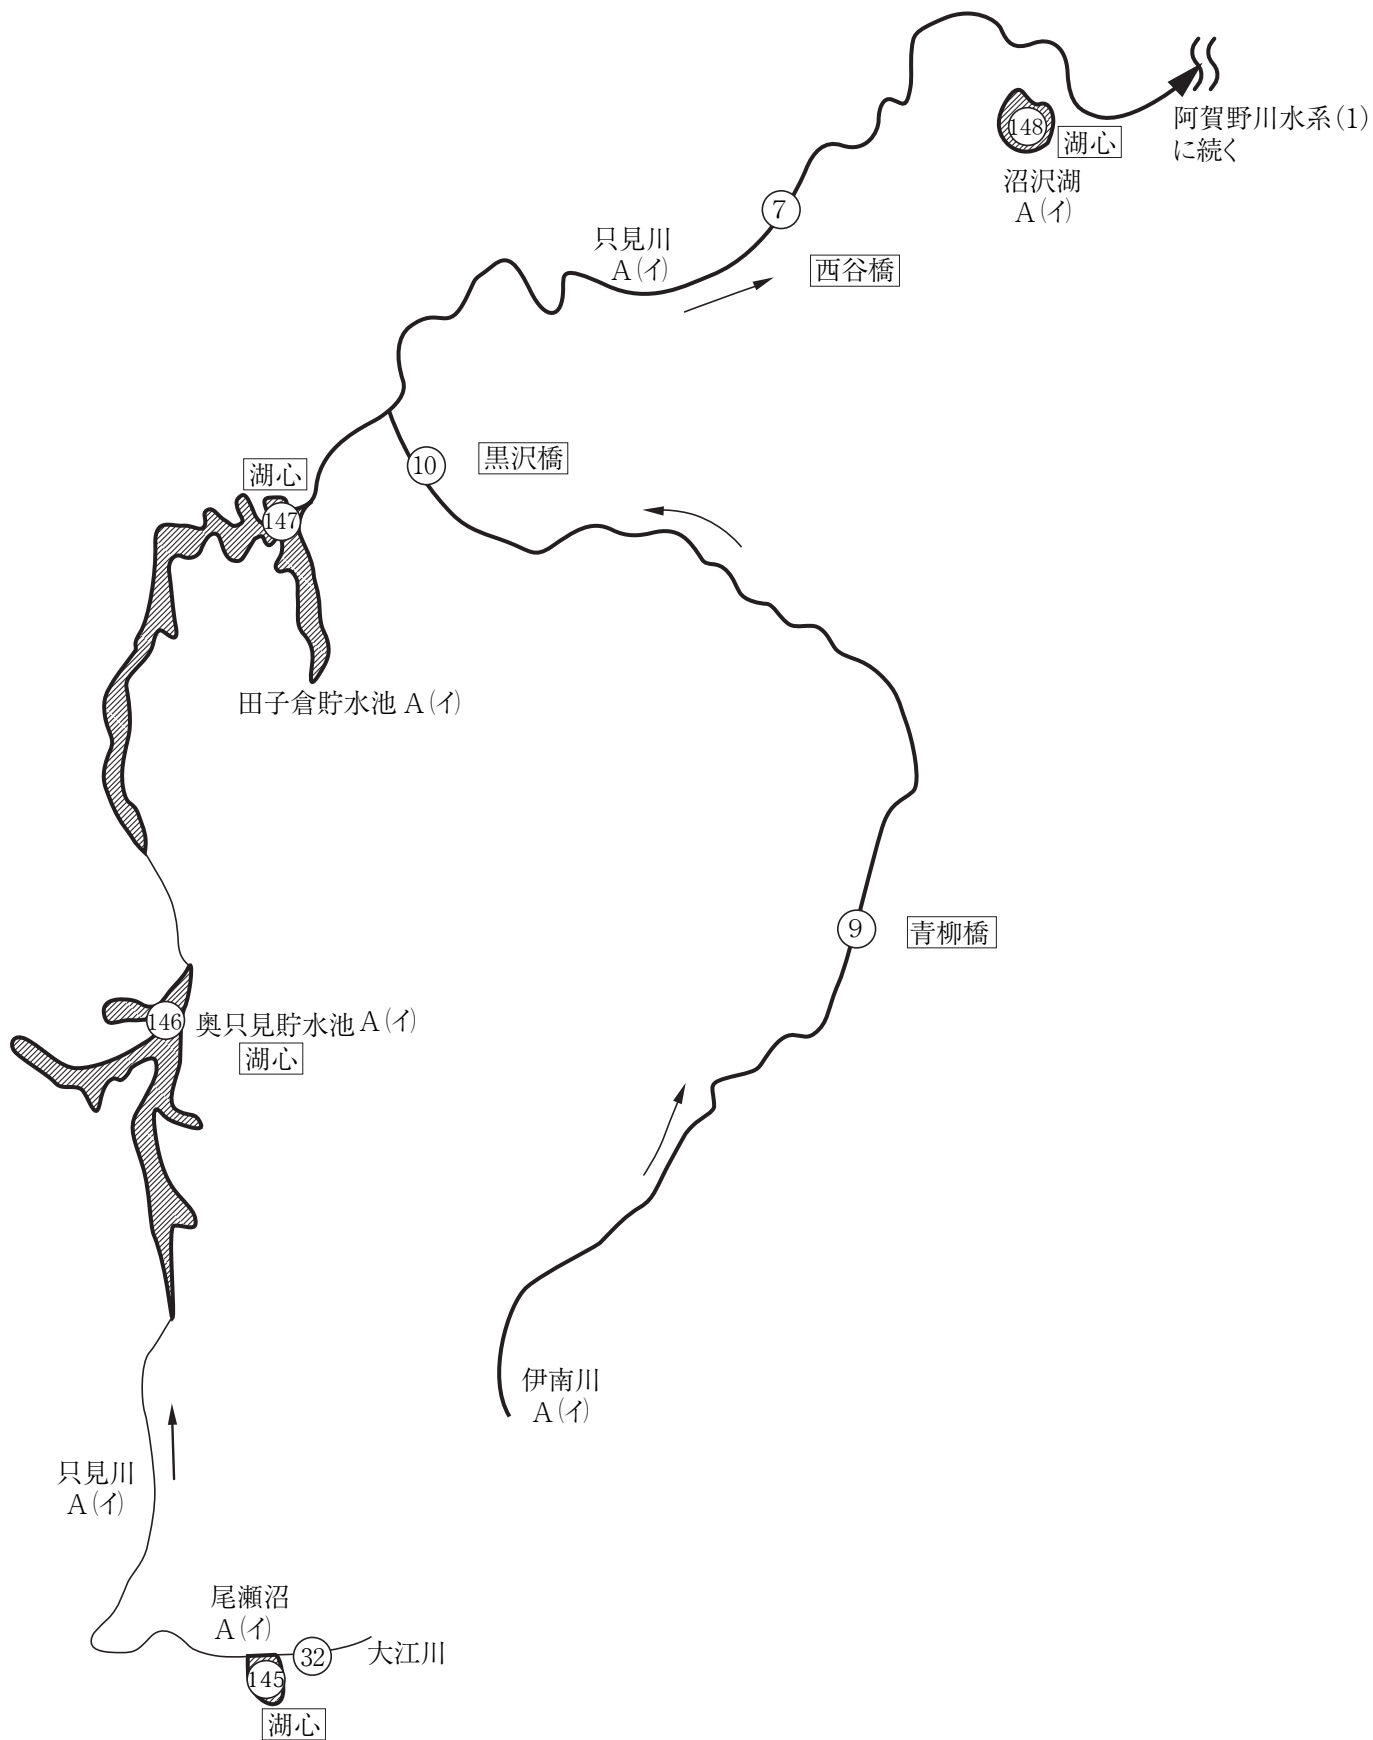 阿賀野川水系(1)
に続く
148
湖心
沼沢湖
A(イ)
7
只見川
A(イ)
西谷橋
10
黒沢橋
湖心
147
田子倉貯水池 A(イ)
9
青柳橋
146
奥只見貯水池 A(イ)
湖心
伊南川
A(イ)
只見川
A(イ)
尾瀬沼
A(イ)
32
大江川
145
湖心